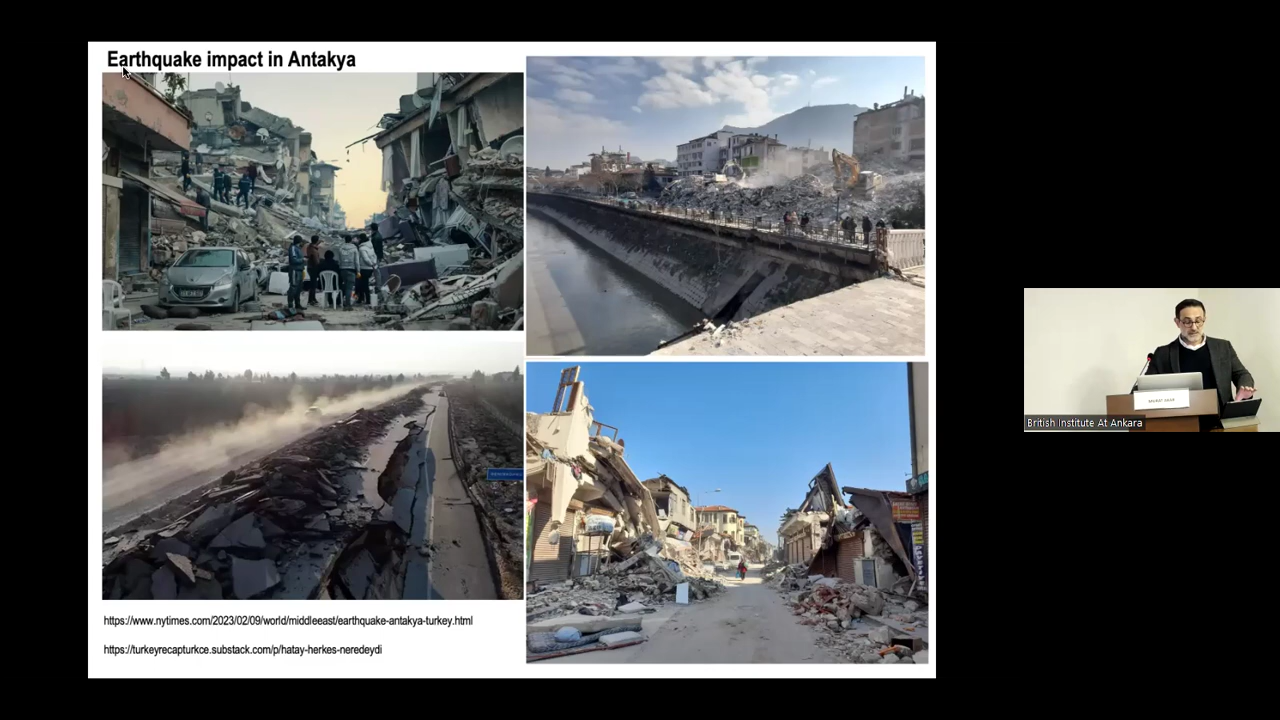 Earthquake impact in Antakya
https://www.nytimes.com/2023/02/09/world/middleeast/earthquake-antakya-turkey.html
https://turkeyrecapturkce.substack.com/p/hatay-herkes-neredeydi
British Institute At Ankara